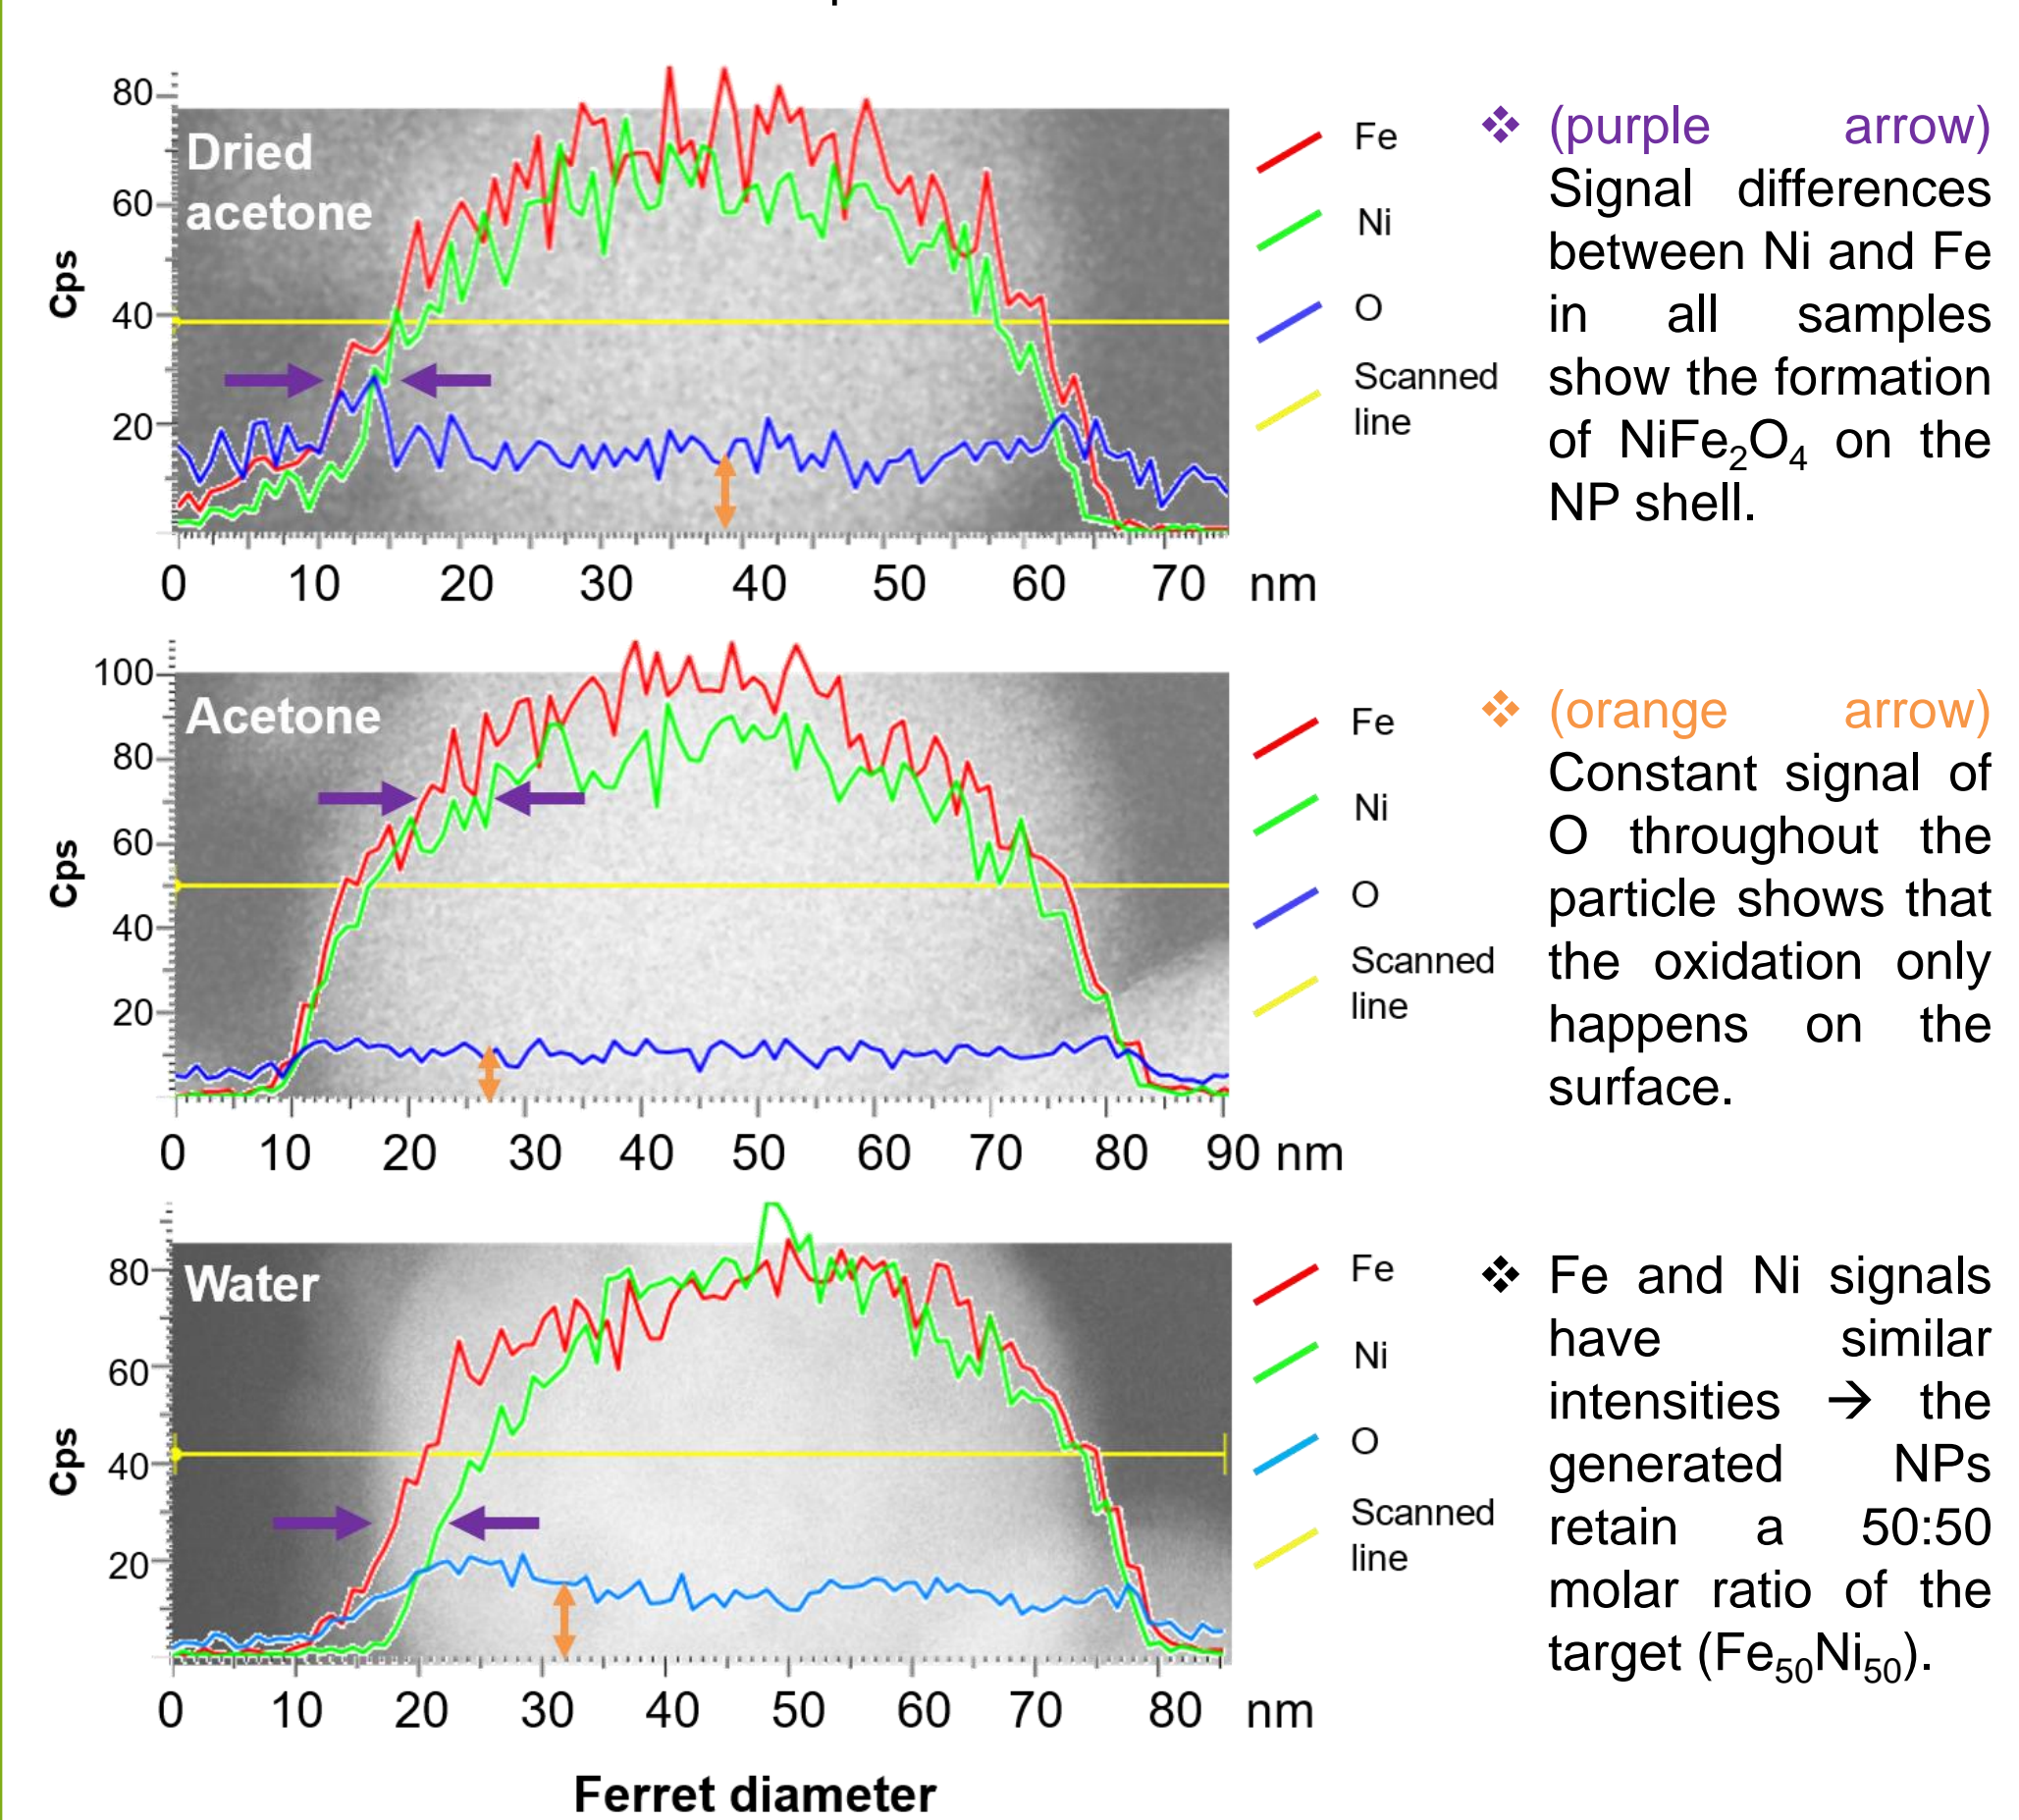 80
60
40
20
Cps
Dried
acetone
0 10 20 30 40 50 60 70 nm
Fe
Ni
O
Scanned
line
❖ (purple arrow)
Signal differences
between Ni and Fe
in all samples
show the formation
of NiFe₂O₄ on the
NP shell.
100
80
60
40
20
Cps
Acetone
0 10 20 30 40 50 60 70 80 90 nm
Fe
Ni
O
Scanned
line
❖ (orange arrow)
Constant signal of
O throughout the
particle shows that
the oxidation only
happens on the
surface.
80
60
40
20
Cps
Water
0 10 20 30 40 50 60 70 80 nm
Ferret diameter
Fe
Ni
O
Scanned
line
❖ Fe and Ni signals
have similar
intensities → the
generated NPs
retain a 50:50
molar ratio of the
target (Fe₅₀Ni₅₀).